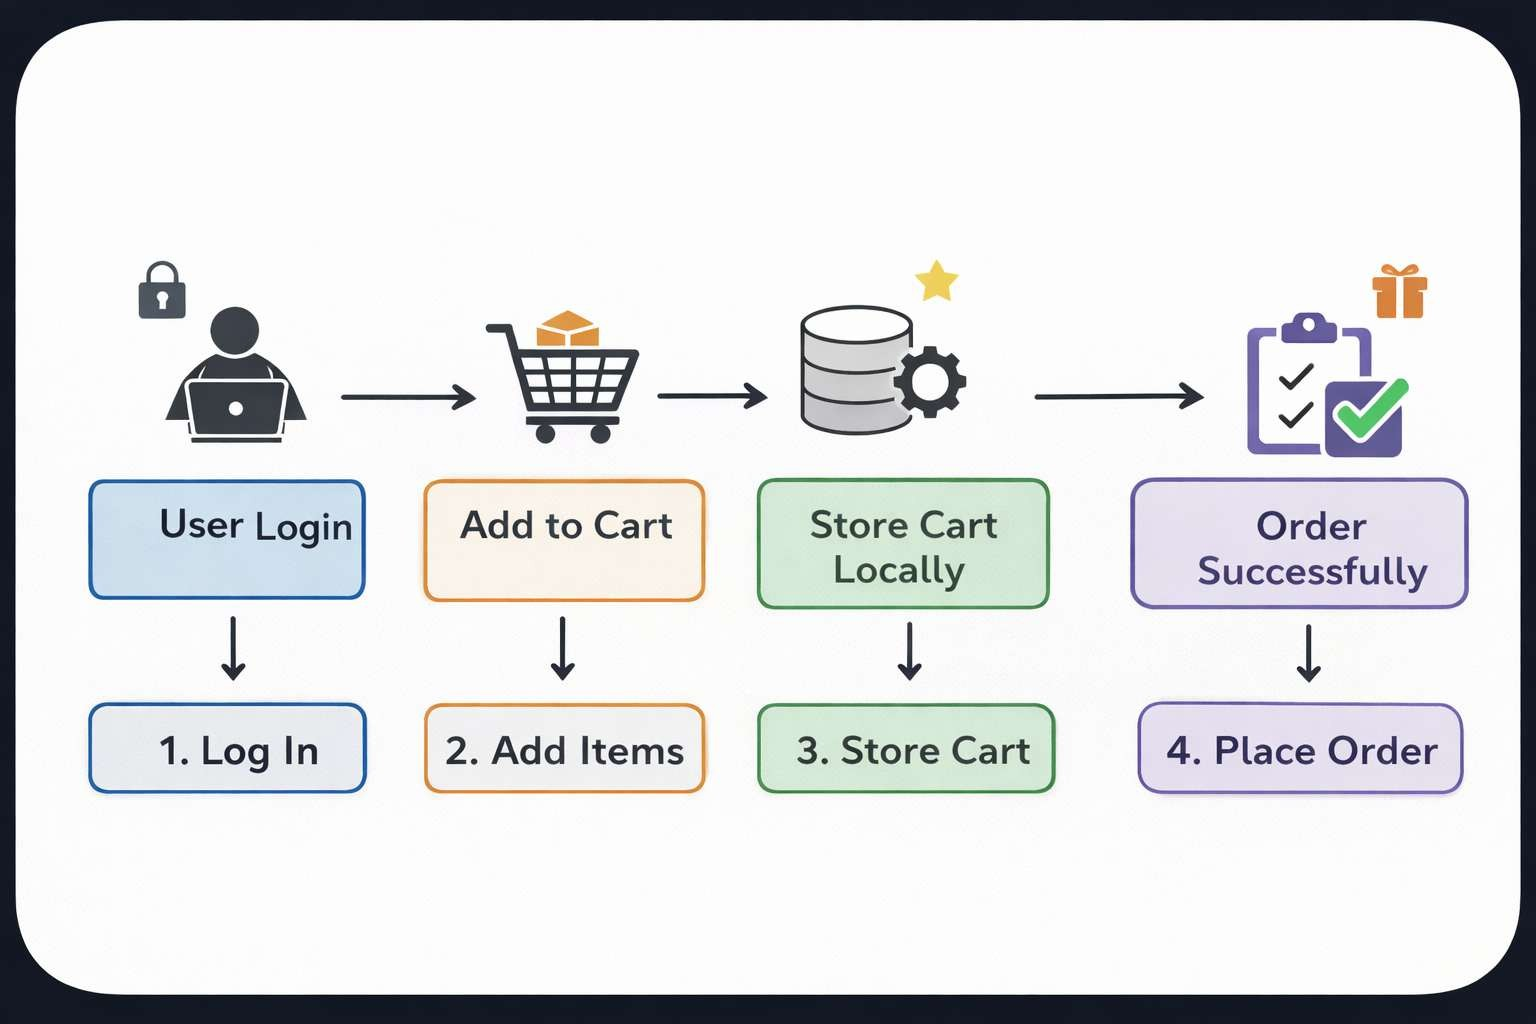 User Login
Add to Cart
Store Cart
Locally
Order
Successfully
1. Log In
2. Add Items
3. Store Cart
4. Place Order